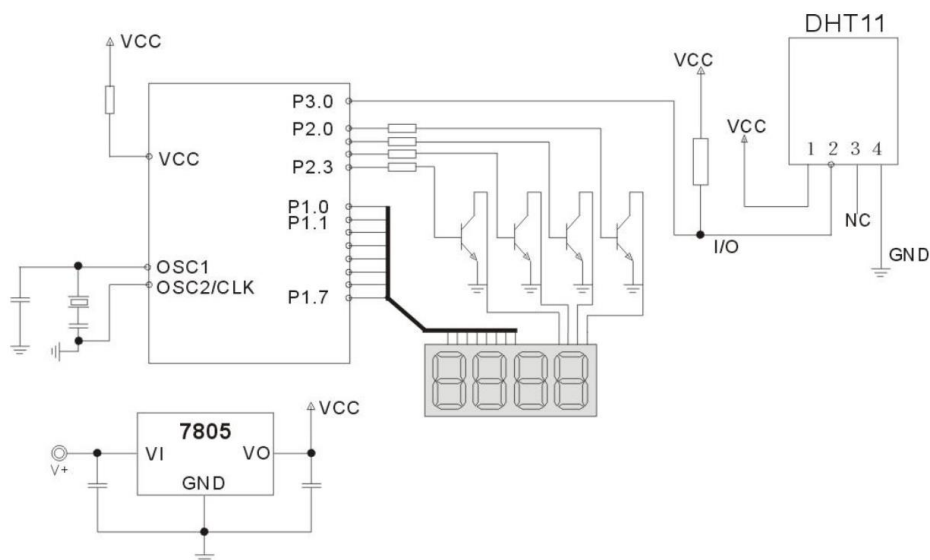 DHT11
VCC
VCC
P3.0
P2.0
VCC
VCC
P2.3
1 2 3 4
P1.0
P1.1
NC
I/O
GND
OSC1
OSC2/CLK
P1.7
VCC
7805
VI
VO
V+
GND